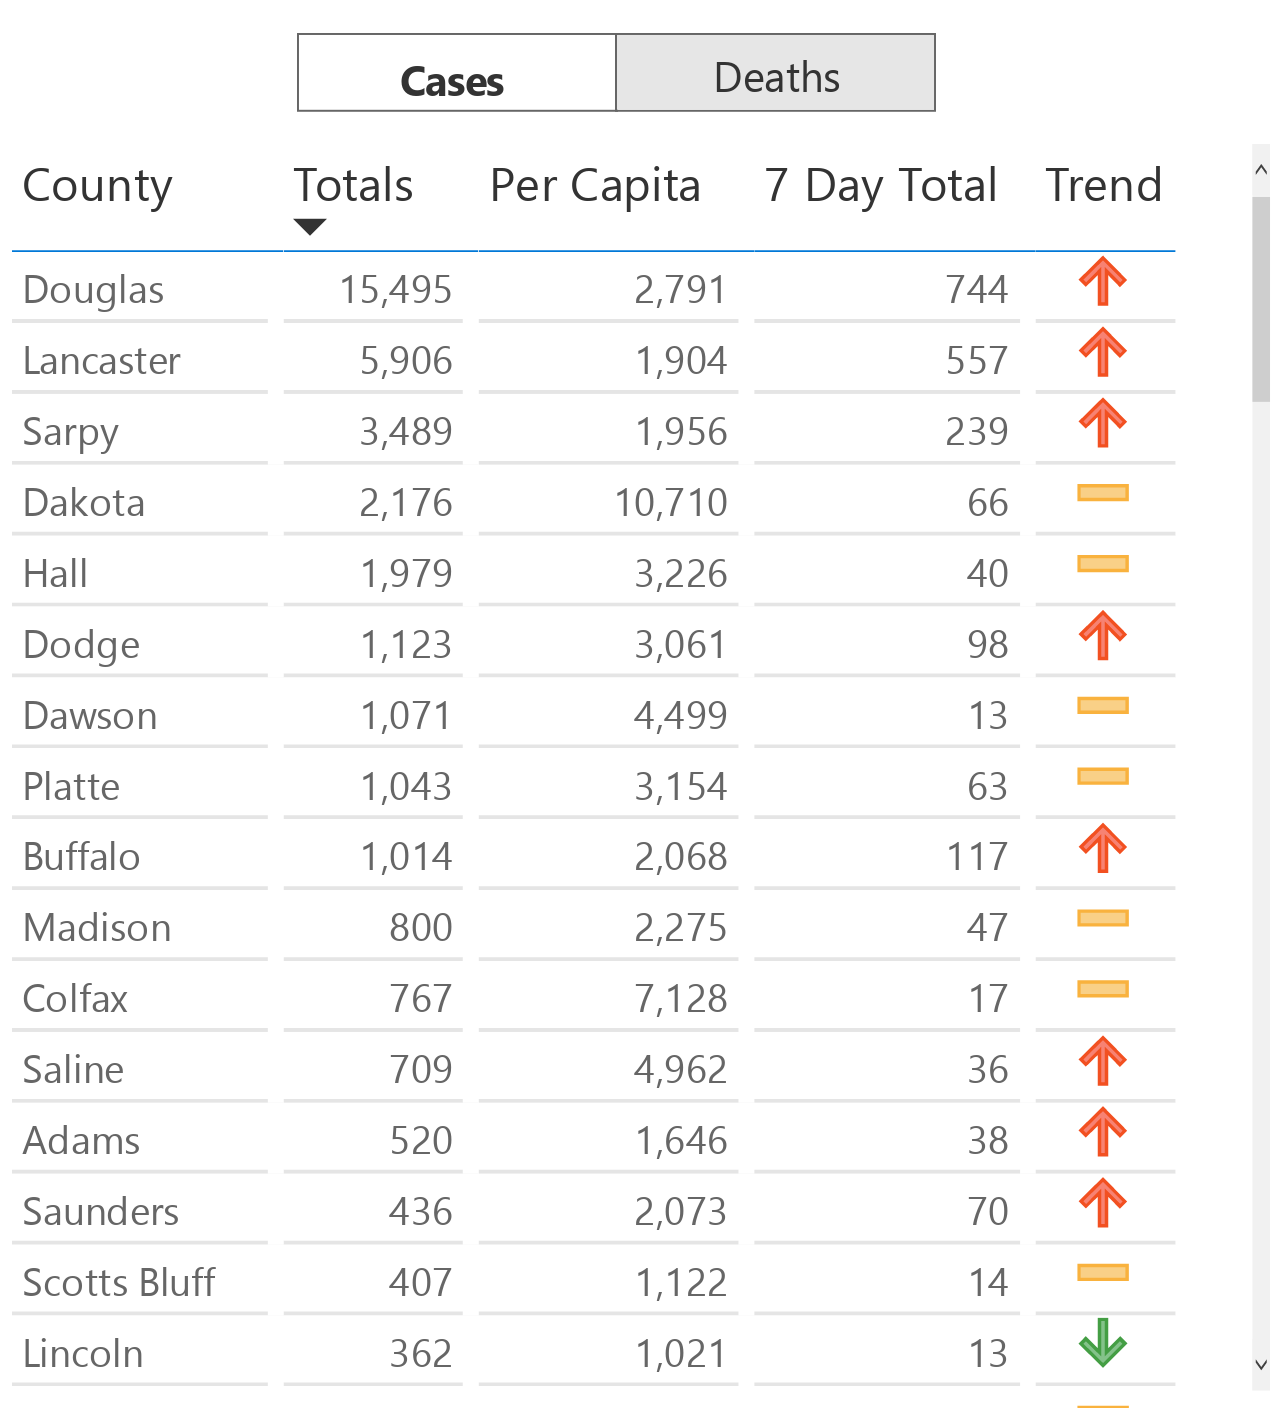 Cases Deaths
County Totals Per Capita 7 Day Total Trend
Douglas 15,495 2,791 744
Lancaster 5,906 1,904 557
Sarpy 3,489 1,956 239
Dakota 2,176 10,710 66
Hall 1,979 3,226 40
Dodge 1,123 3,061 98
Dawson 1,071 4,499 13
Platte 1,043 3,154 63
Buffalo 1,014 2,068 117
Madison 800 2,275 47
Colfax 767 7,128 17
Saline 709 4,962 36
Adams 520 1,646 38
Saunders 436 2,073 70
Scotts Bluff 407 1,122 14
Lincoln 362 1,021 13